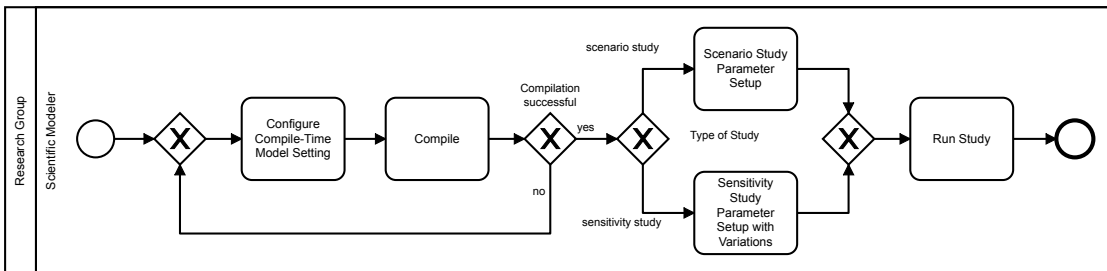 Research Group
Scientific Modeler
Configure
Compile-Time
Model Setting
Compile
Compilation
successful
yes
no
scenario study
Scenario Study
Parameter
Setup
Type of Study
sensitivity study
Sensitivity
Study
Parameter
Setup with
Variations
Run Study